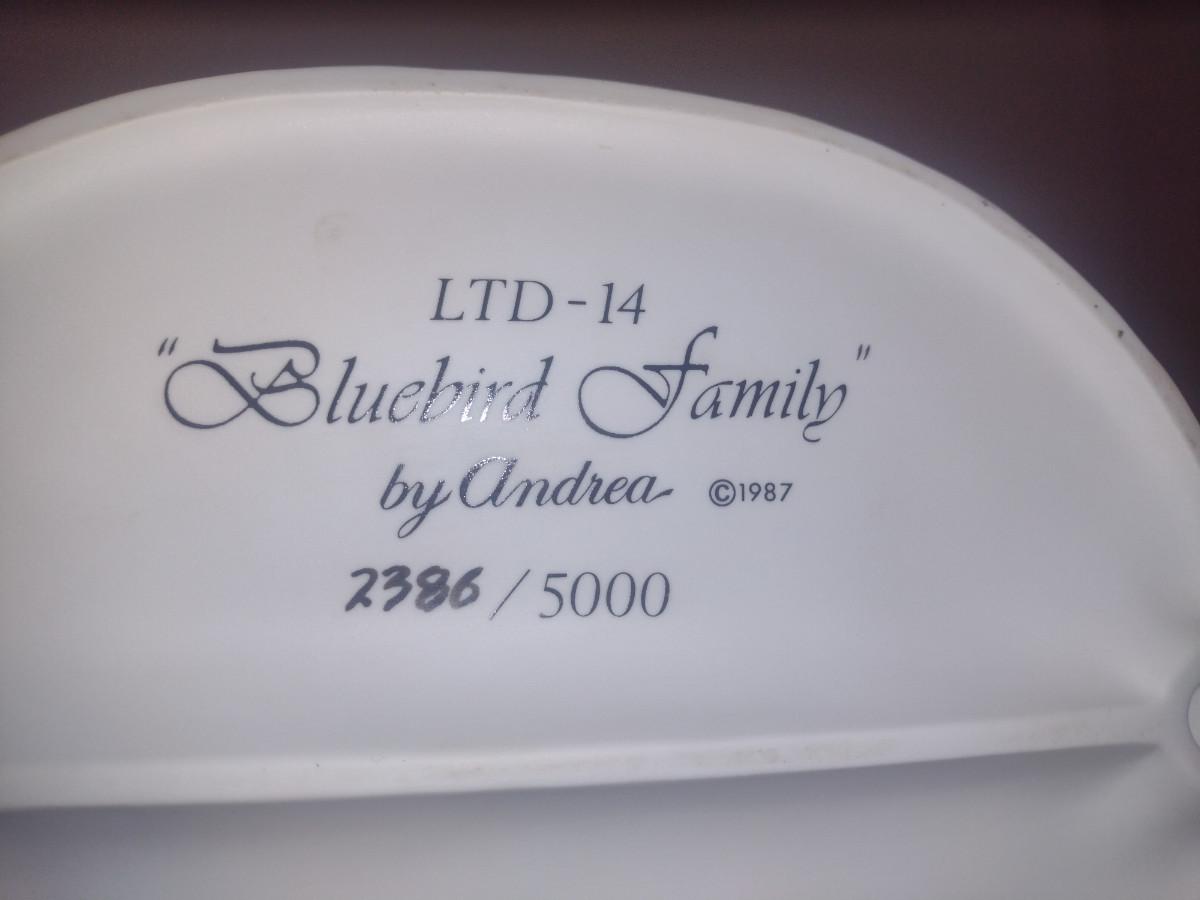 LTD-14
"Bluebird Family"
by Andrea ©1987
2386/5000